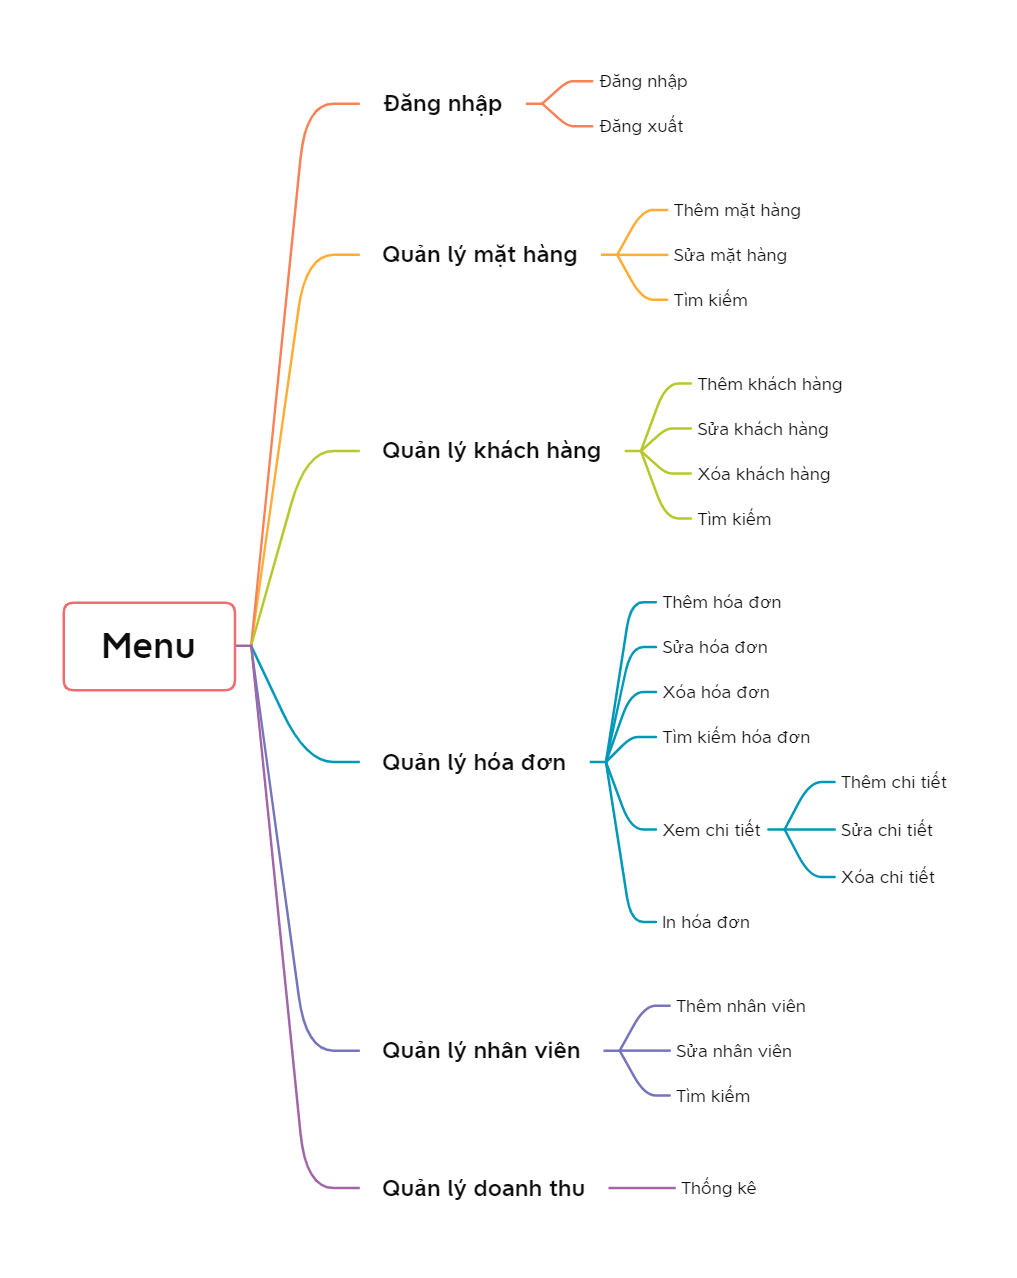 Menu
Đăng nhập
Đăng nhập
Đăng xuất
Quản lý mặt hàng
Thêm mặt hàng
Sửa mặt hàng
Tìm kiếm
Quản lý khách hàng
Thêm khách hàng
Sửa khách hàng
Xóa khách hàng
Tìm kiếm
Quản lý hóa đơn
Thêm hóa đơn
Sửa hóa đơn
Xóa hóa đơn
Tìm kiếm hóa đơn
Xem chi tiết
Thêm chi tiết
Sửa chi tiết
Xóa chi tiết
In hóa đơn
Quản lý nhân viên
Thêm nhân viên
Sửa nhân viên
Tìm kiếm
Quản lý doanh thu
Thống kê